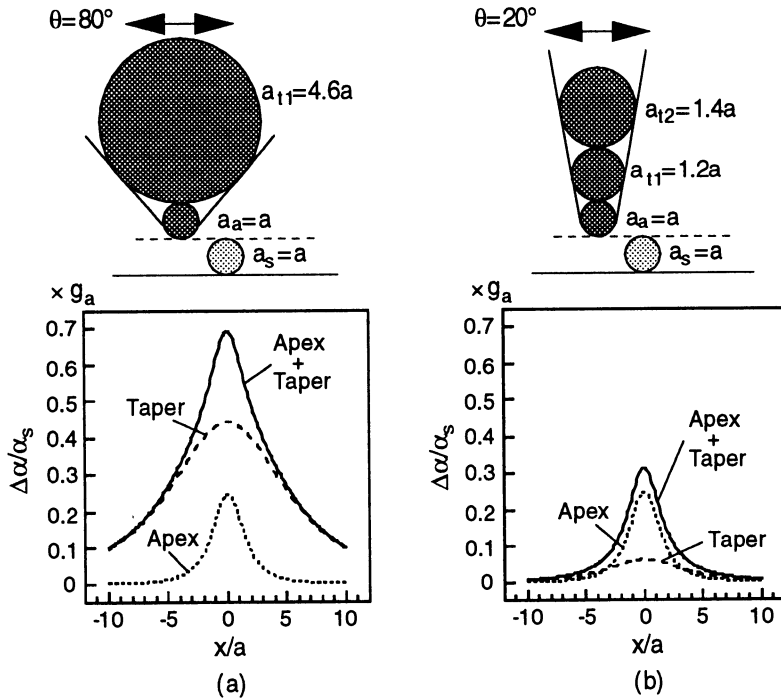 θ=80°
a_t1=4.6a
a_a=a
a_s=a
× g_a
0.7
0.6
0.5
0.4
0.3
0.2
0.1
0
Δα/α_s
Apex
+
Taper
Taper
Apex
-10 -5 0 5 10
x/a
(a)
θ=20°
a_t2=1.4a
a_t1=1.2a
a_a=a
a_s=a
× g_a
0.7
0.6
0.5
0.4
0.3
0.2
0.1
0
Δα/α_s
Apex
+
Taper
Apex
Taper
-10 -5 0 5 10
x/a
(b)